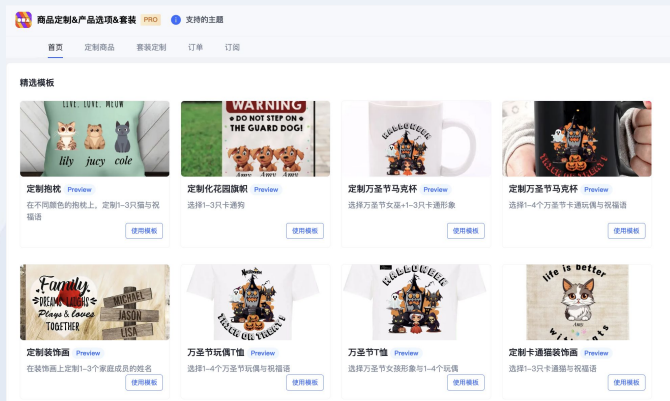 商品定制&产品选项&套装 PRO 支持的主题
首页 定制商品 套装定制 订单 订阅
精选模板
LIVE. LOVE. MEOW
lily jucy cole
WARNING
DO NOT STEP ON
THE GUARD DOG!
Amy Amy Amy
HALLOWEEN
TRICK OR TREAT!
定制抱枕 Preview
在不同颜色的抱枕上，定制1-3只猫与祝
福语
使用模板
定制化花园旗帜 Preview
选择1-3只卡通狗
使用模板
定制万圣节马克杯 Preview
选择万圣节女巫+1-3只卡通形象
使用模板
定制万圣节马克杯 Preview
选择1-4个万圣节卡通玩偶与祝福语
使用模板
Family
DREAMS LAUGHS
Plays & loves
TOGETHER
MICHAEL
JASON
LISA
HALLOWEEN
TRICK OR TREAT!
HALLOWEEN
life is better
定制装饰画 Preview
在装饰画上定制1-3个家庭成员的姓名
使用模板
万圣节玩偶T恤 Preview
选择1-4个万圣节玩偶与祝福语
使用模板
万圣节T恤 Preview
选择万圣节女孩形象与1-4个玩偶
使用模板
定制卡通猫装饰画 Preview
选择1-3只卡通猫与祝福语
使用模板